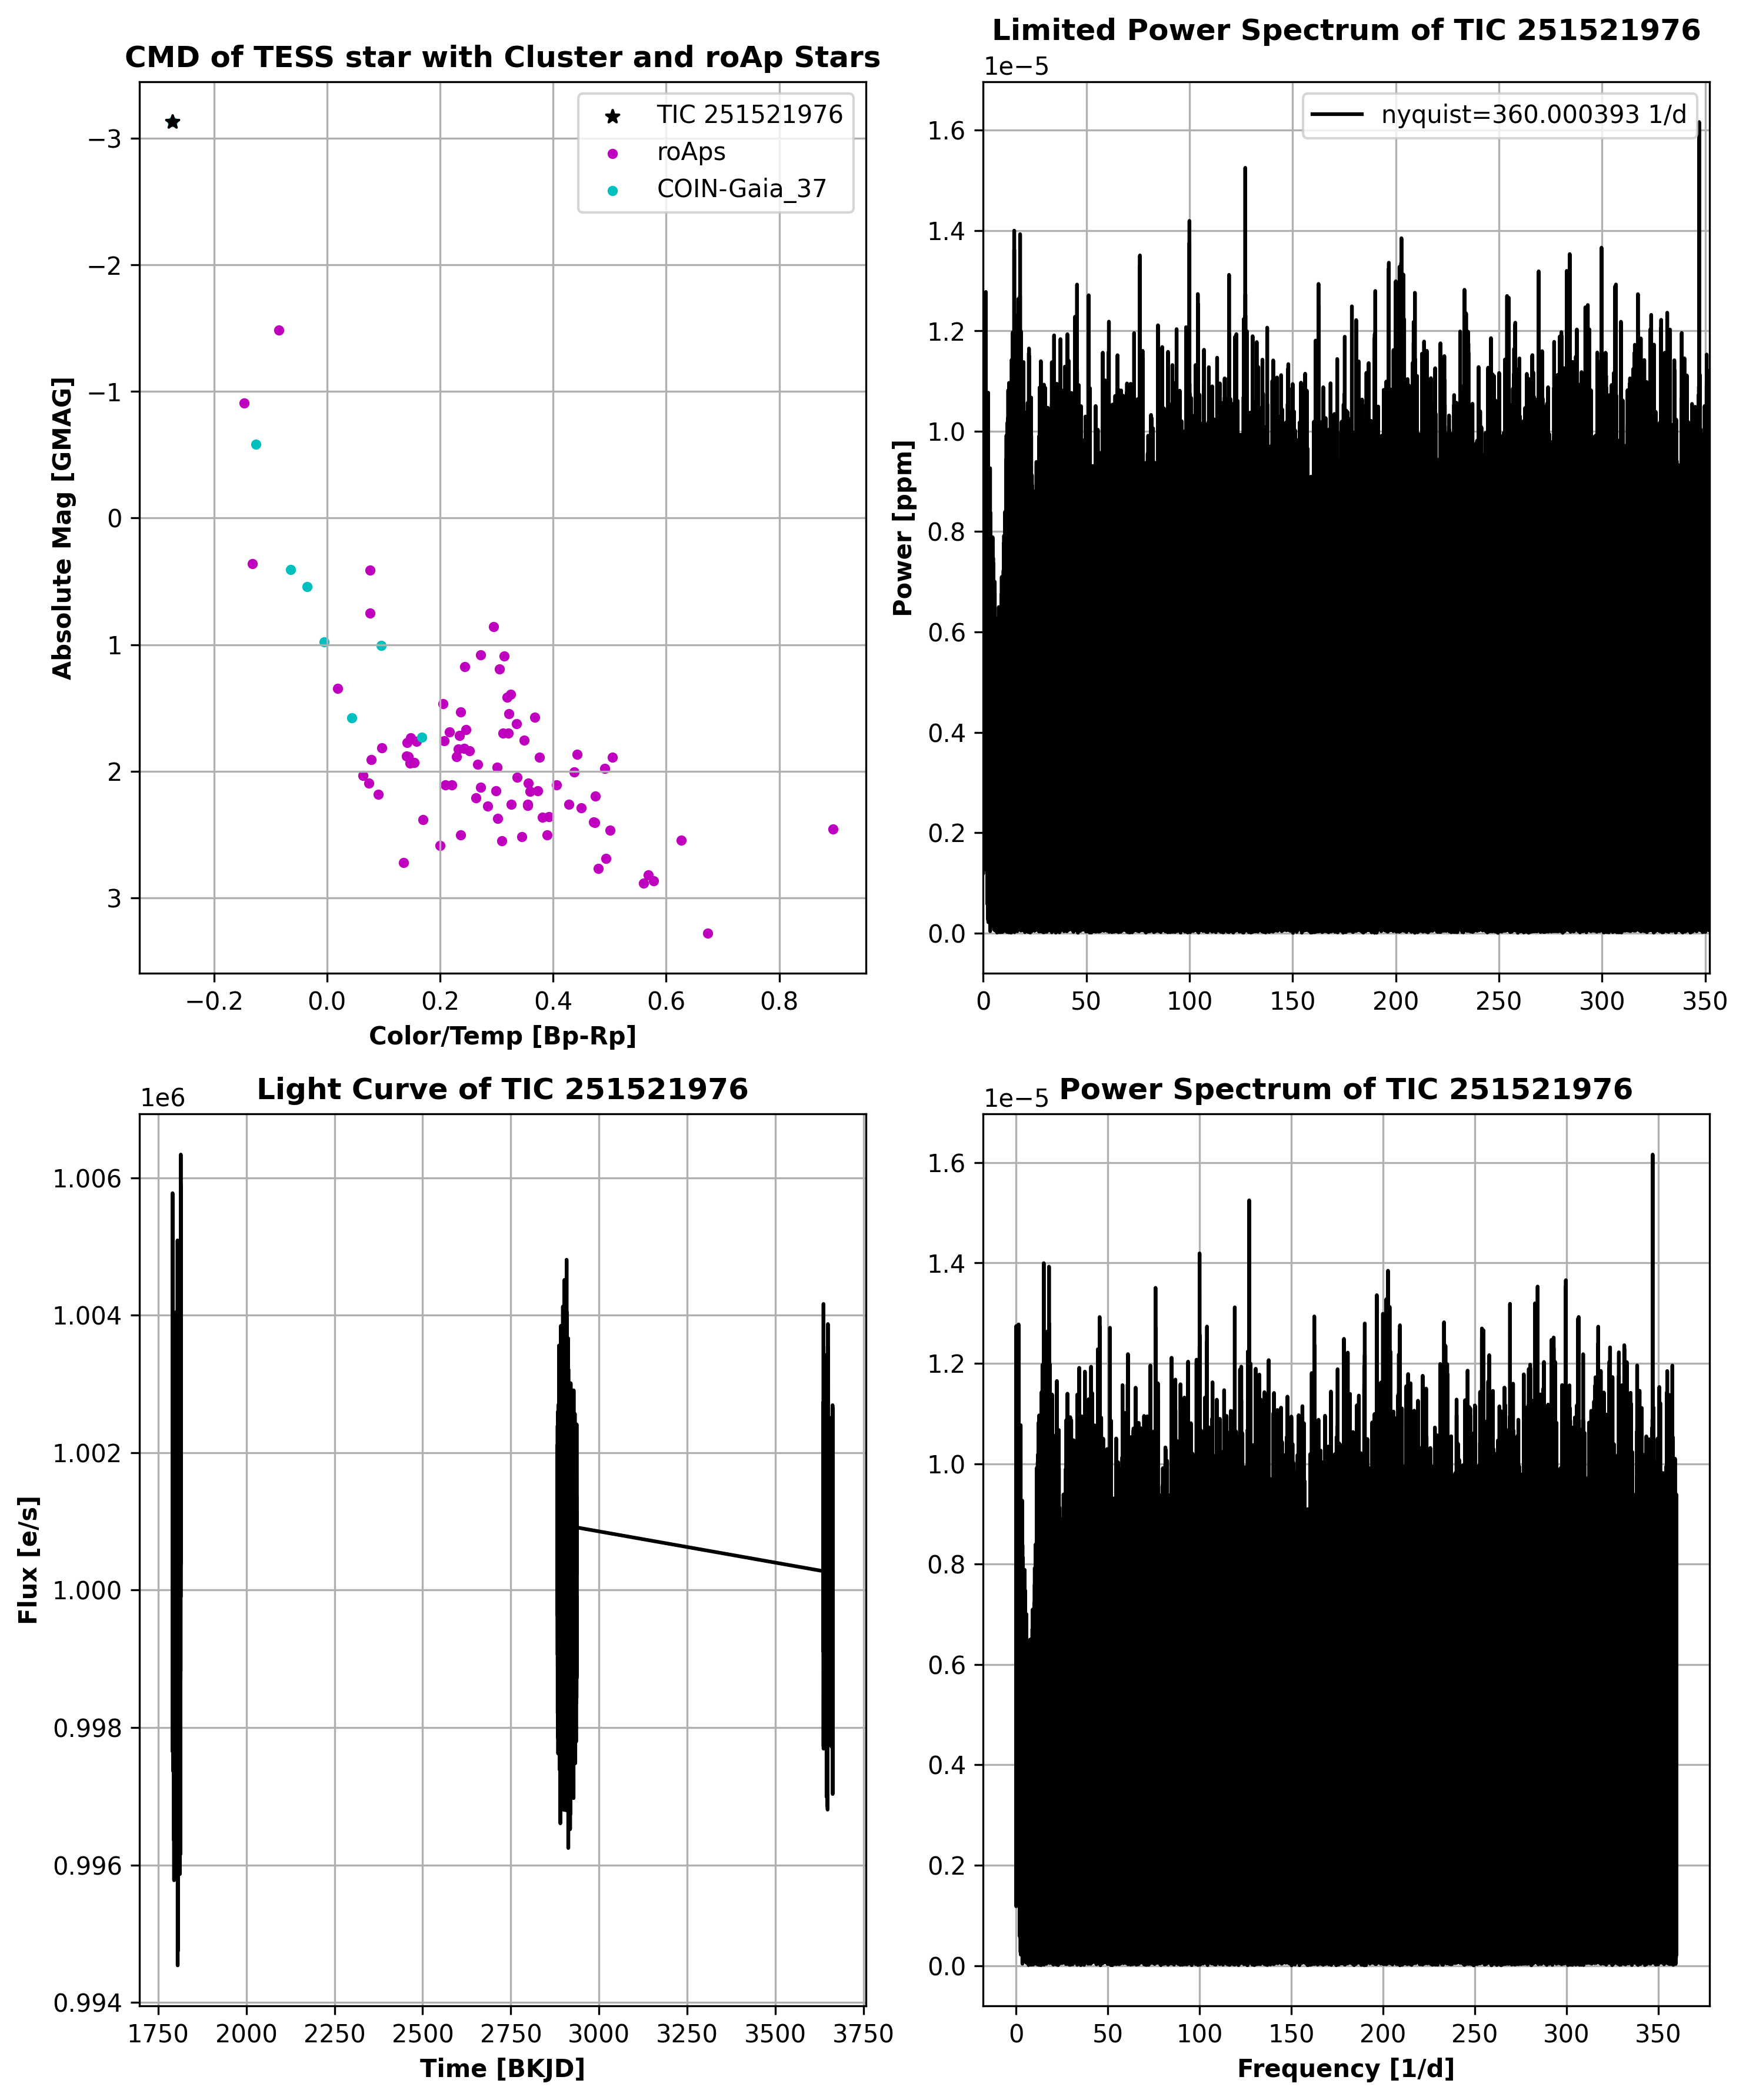 CMD of TESS star with Cluster and roAp Stars
TIC 251521976
roAps
COIN-Gaia_37
−3
−2
−1
0
1
2
3
Absolute Mag [GMAG]
−0.2 0.0 0.2 0.4 0.6 0.8
Color/Temp [Bp-Rp]
Limited Power Spectrum of TIC 251521976
1e−5
nyquist=360.000393 1/d
1.6
1.4
1.2
1.0
0.8
0.6
0.4
0.2
0.0
Power [ppm]
0 50 100 150 200 250 300 350
Light Curve of TIC 251521976
1e6
1.006
1.004
1.002
1.000
0.998
0.996
0.994
Flux [e/s]
1750 2000 2250 2500 2750 3000 3250 3500 3750
Time [BKJD]
Power Spectrum of TIC 251521976
1e−5
1.6
1.4
1.2
1.0
0.8
0.6
0.4
0.2
0.0
0 50 100 150 200 250 300 350
Frequency [1/d]